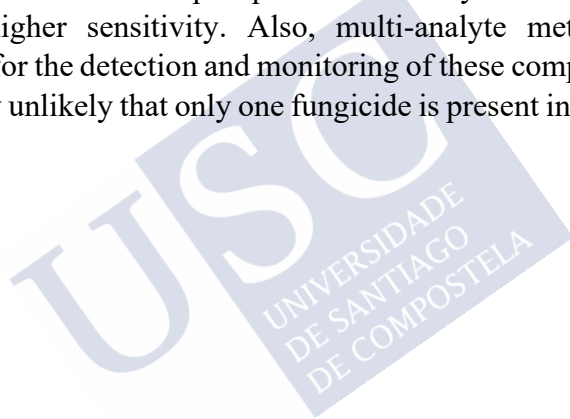 higher sensitivity. Also, multi-analyte met
for the detection and monitoring of these comp
unlikely that only one fungicide is present in
USC
UNIVERSIDADE
DE SANTIAGO
DE COMPOSTELA